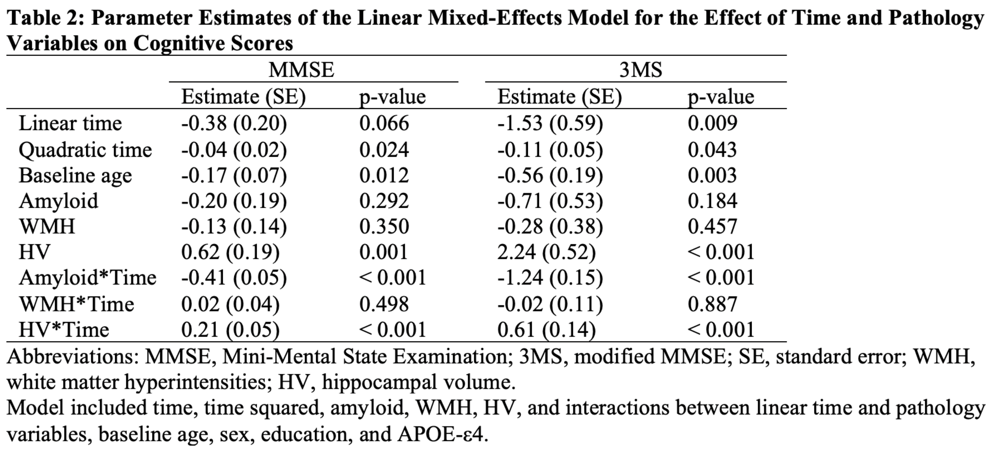 Table 2: Parameter Estimates of the Linear Mixed-Effects Model for the Effect of Time and Pathology
Variables on Cognitive Scores
MMSE 3MS
Estimate (SE) p-value Estimate (SE) p-value
Linear time -0.38 (0.20) 0.066 -1.53 (0.59) 0.009
Quadratic time -0.04 (0.02) 0.024 -0.11 (0.05) 0.043
Baseline age -0.17 (0.07) 0.012 -0.56 (0.19) 0.003
Amyloid -0.20 (0.19) 0.292 -0.71 (0.53) 0.184
WMH -0.13 (0.14) 0.350 -0.28 (0.38) 0.457
HV 0.62 (0.19) 0.001 2.24 (0.52) < 0.001
Amyloid*Time -0.41 (0.05) < 0.001 -1.24 (0.15) < 0.001
WMH*Time 0.02 (0.04) 0.498 -0.02 (0.11) 0.887
HV*Time 0.21 (0.05) < 0.001 0.61 (0.14) < 0.001
Abbreviations: MMSE, Mini-Mental State Examination; 3MS, modified MMSE; SE, standard error; WMH,
white matter hyperintensities; HV, hippocampal volume.
Model included time, time squared, amyloid, WMH, HV, and interactions between linear time and pathology
variables, baseline age, sex, education, and APOE-ε4.